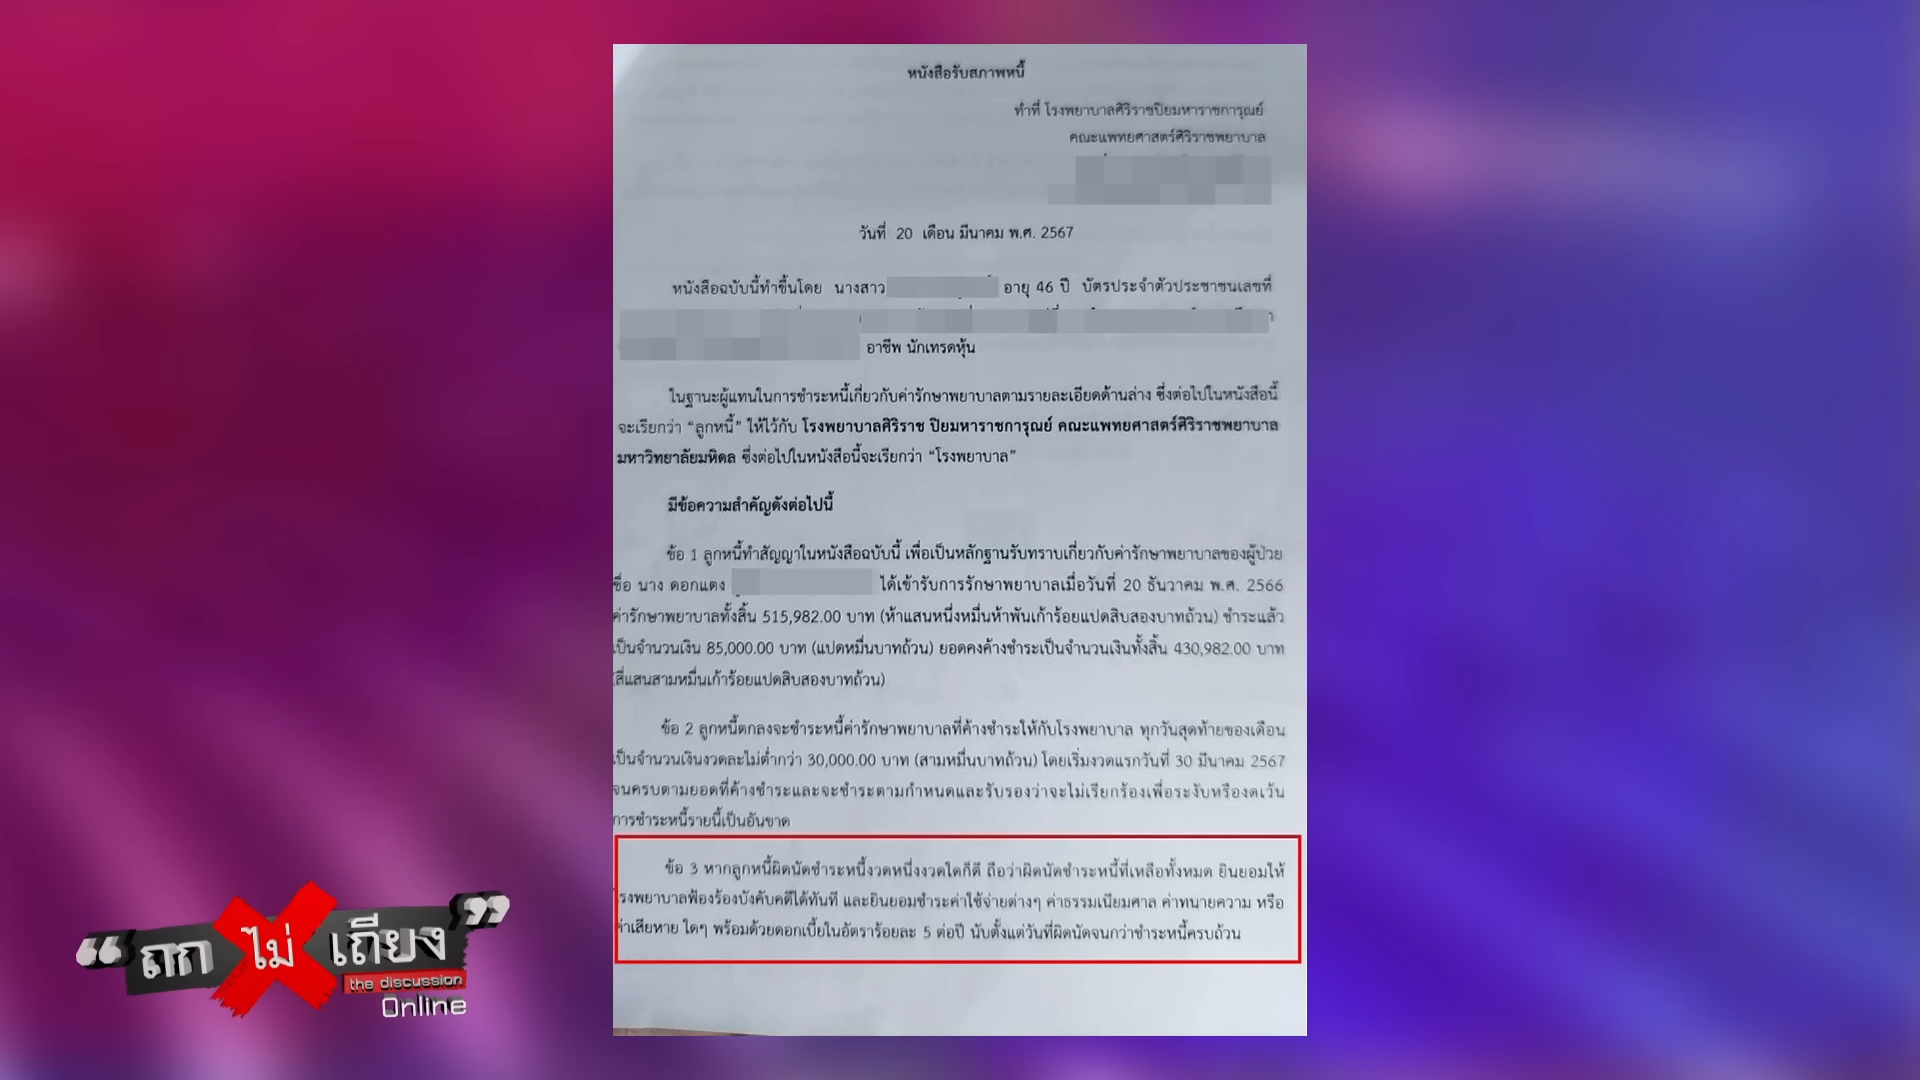 หนังสือรับสภาพหนี้
ทำที่ โรงพยาบาลศิริราชปิยมหาราชการุณย์
คณะแพทยศาสตร์ศิริราชพยาบาล
วันที่ 20 เดือน มีนาคม พ.ศ. 2567
หนังสือฉบับนี้ทำขึ้นโดย นางสาว อายุ 46 ปี บัตรประจำตัวประชาชนเลขที่
อาชีพ นักเทรดหุ้น
ในฐานะผู้แทนในการชำระหนี้เกี่ยวกับค่ารักษาพยาบาลตามรายละเอียดด้านล่าง ซึ่งต่อไปในหนังสือนี้
จะเรียกว่า “ลูกหนี้” ให้ไว้กับ โรงพยาบาลศิริราช ปิยมหาราชการุณย์ คณะแพทยศาสตร์ศิริราชพยาบาล
มหาวิทยาลัยมหิดล ซึ่งต่อไปในหนังสือนี้จะเรียกว่า “โรงพยาบาล”
มีข้อความสำคัญดังต่อไปนี้
ข้อ 1 ลูกหนี้ทำสัญญาในหนังสือฉบับนี้ เพื่อเป็นหลักฐานรับทราบเกี่ยวกับค่ารักษาพยาบาลของผู้ป่วย
ชื่อ นาง ดอกแตง ได้เข้ารับการรักษาพยาบาลเมื่อวันที่ 20 ธันวาคม พ.ศ. 2566
ค่ารักษาพยาบาลทั้งสิ้น 515,982.00 บาท (ห้าแสนหนึ่งหมื่นห้าพันเก้าร้อยแปดสิบสองบาทถ้วน) ชำระแล้ว
เป็นจำนวนเงิน 85,000.00 บาท (แปดหมื่นบาทถ้วน) ยอดคงค้างชำระเป็นจำนวนเงินทั้งสิ้น 430,982.00 บาท
(สี่แสนสามหมื่นเก้าร้อยแปดสิบสองบาทถ้วน)
ข้อ 2 ลูกหนี้ตกลงจะชำระหนี้ค่ารักษาพยาบาลที่ค้างชำระให้กับโรงพยาบาล ทุกวันสุดท้ายของเดือน
เป็นจำนวนเงินงวดละไม่ต่ำกว่า 30,000.00 บาท (สามหมื่นบาทถ้วน) โดยเริ่มงวดแรกวันที่ 30 มีนาคม 2567
จนครบตามยอดที่ค้างชำระและจะชำระตามกำหนดและรับรองว่าจะไม่เรียกร้องเพื่อระงับหรืองดเว้น
การชำระหนี้รายนี้เป็นอันขาด
ข้อ 3 หากลูกหนี้ผิดนัดชำระหนี้งวดหนึ่งงวดใดก็ดี ถือว่าผิดนัดชำระหนี้ที่เหลือทั้งหมด ยินยอมให้
โรงพยาบาลฟ้องร้องบังคับคดีได้ทันที และยินยอมชำระค่าใช้จ่ายต่างๆ ค่าธรรมเนียมศาล ค่าทนายความ หรือ
ค่าเสียหาย ใดๆ พร้อมด้วยดอกเบี้ยในอัตราร้อยละ 5 ต่อปี นับตั้งแต่วันที่ผิดนัดจนกว่าชำระหนี้ครบถ้วน
“ถกไม่เถียง”
the discussion
Online